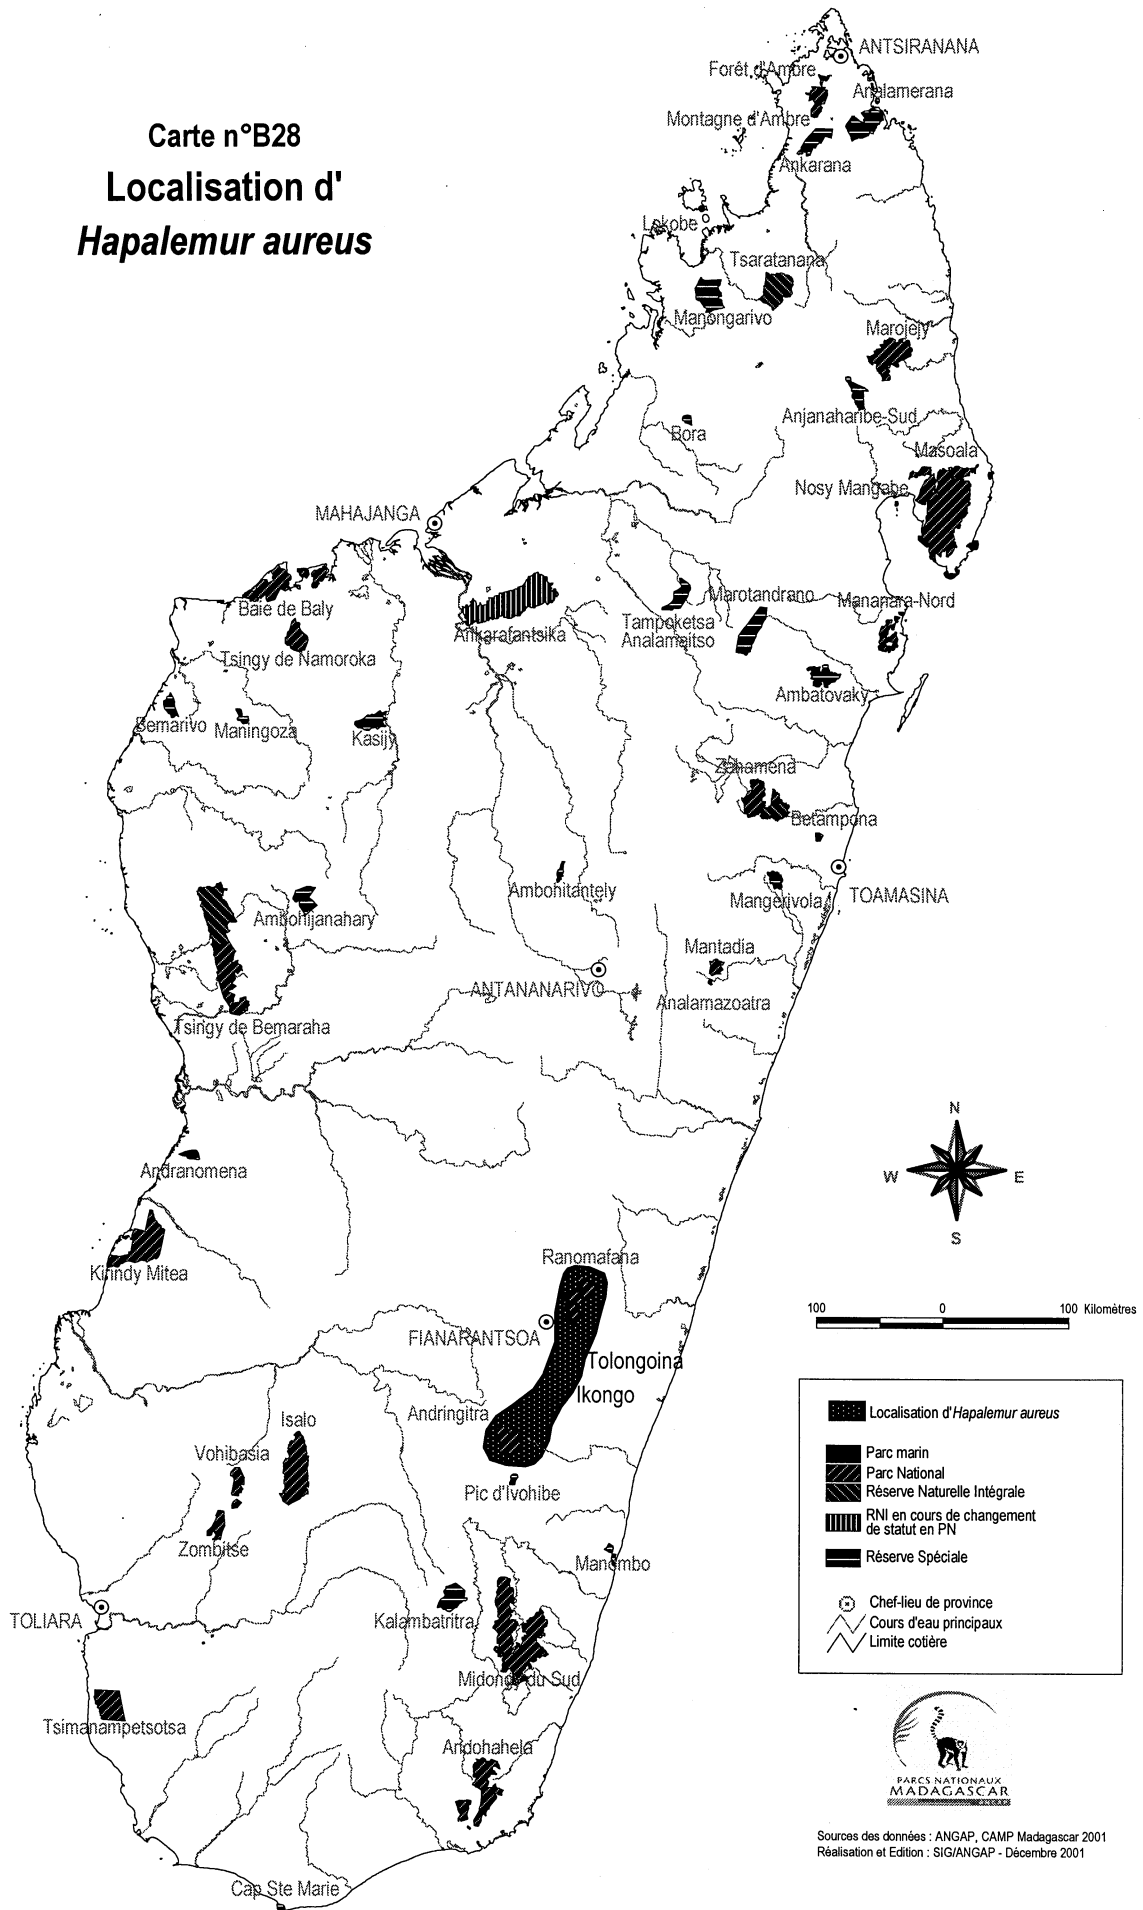 Carte n°B28
Localisation d'
Hapalemur aureus
ANTSIRANANA
Forêt d'Ambre
Analamerana
Montagne d'Ambre
Ankarana
Lokobe
Tsaratanana
Manongarivo
Marojejy
Anjanaharibe-Sud
Bora
Masoala
Nosy Mangabe
MAHAJANGA
Baie de Baly
Ankarafantsika
Tampoketsa
Analamaitso
Marotandrano
Mananara-Nord
Tsingy de Namoroka
Ambatovaky
Bemarivo
Maningoza
Kasijy
Zahamena
Betampona
Ambohitantely
Mangerivola
TOAMASINA
Ambohijanahary
Mantadia
ANTANANARIVO
Analamazoatra
Tsingy de Bemaraha
N
W
E
S
Andranomena
Kirindy Mitea
Ranomafana
100
0
100 Kilomètres
FIANARANTSOA
Tolongoina
Ikongo
Andringitra
Isalo
Vohibasia
Pic d'Ivohibe
Zombitse
Manombo
TOLIARA
Kalambatritra
Midongy du Sud
Tsimanampetsotsa
Andohahela
Cap Ste Marie
Localisation d'Hapalemur aureus
Parc marin
Parc National
Réserve Naturelle Intégrale
RNI en cours de changement
de statut en PN
Réserve Spéciale
Chef-lieu de province
Cours d'eau principaux
Limite cotière
PARCS NATIONAUX
MADAGASCAR
Sources des données : ANGAP, CAMP Madagascar 2001
Réalisation et Edition : SIG/ANGAP - Décembre 2001